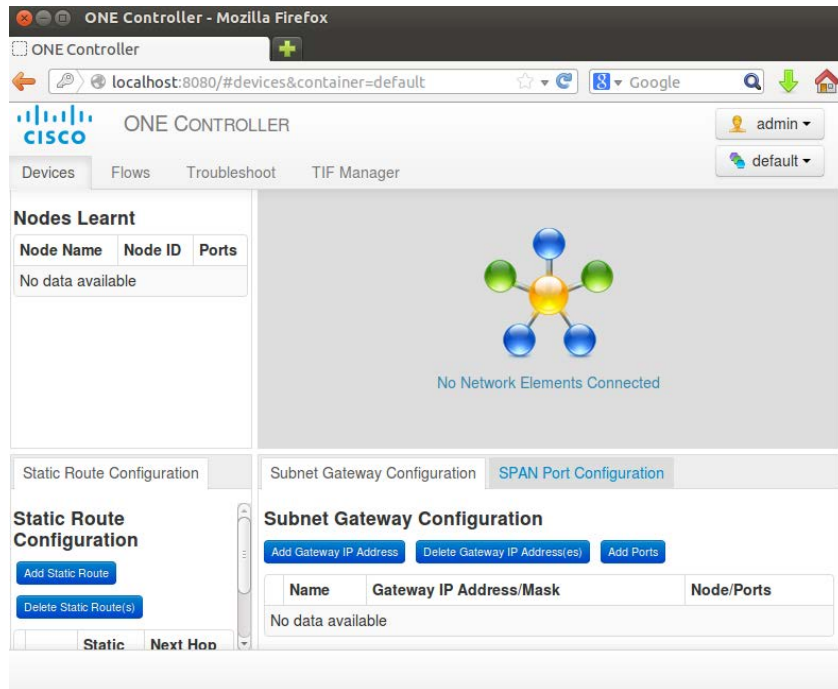 ONE Controller - Mozilla Firefox
ONE Controller
localhost:8080/#devices&container=default
Google
CISCO
ONE CONTROLLER
admin
default
Devices
Flows
Troubleshoot
TIF Manager
Nodes Learnt
Node Name Node ID Ports
No data available
No Network Elements Connected
Static Route Configuration
Static Route
Configuration
Add Static Route
Delete Static Route(s)
Static Next Hop
Subnet Gateway Configuration
SPAN Port Configuration
Subnet Gateway Configuration
Add Gateway IP Address
Delete Gateway IP Address(es)
Add Ports
Name Gateway IP Address/Mask Node/Ports
No data available